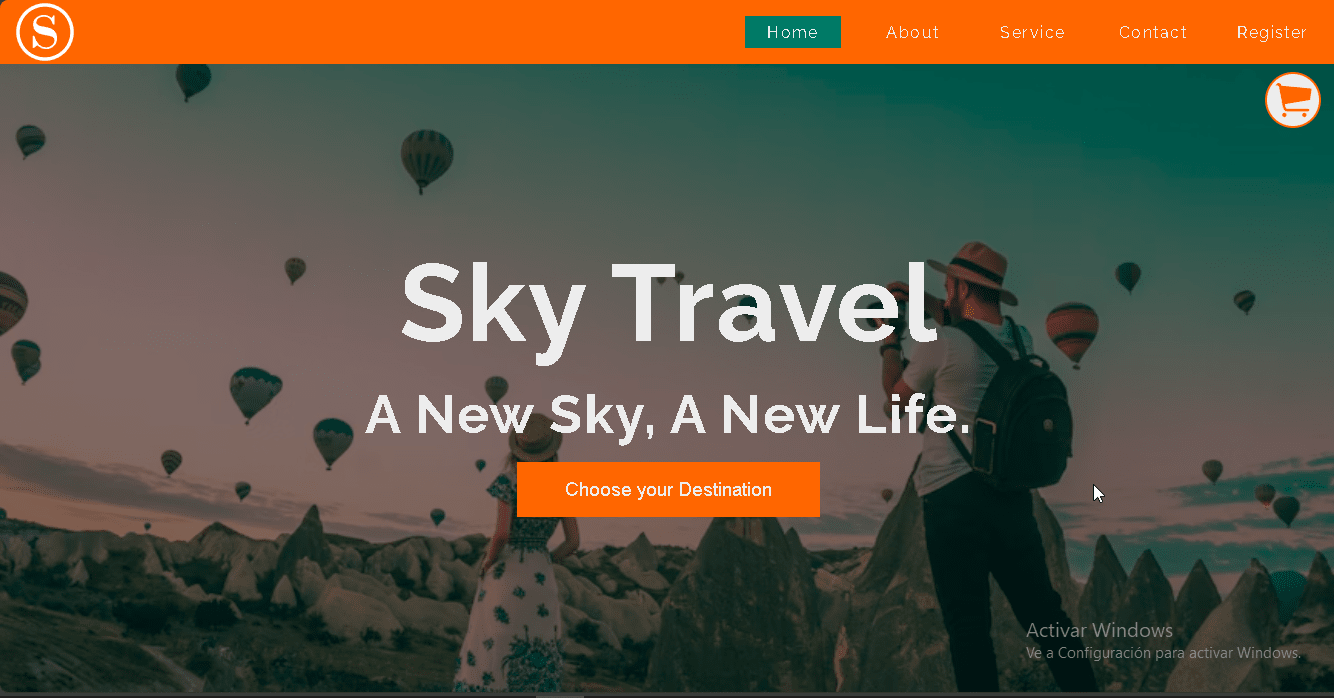 S
Home About Service Contact Register
Sky Travel
A New Sky, A New Life.
Choose your Destination
Activar Windows
Ve a Configuración para activar Windows.